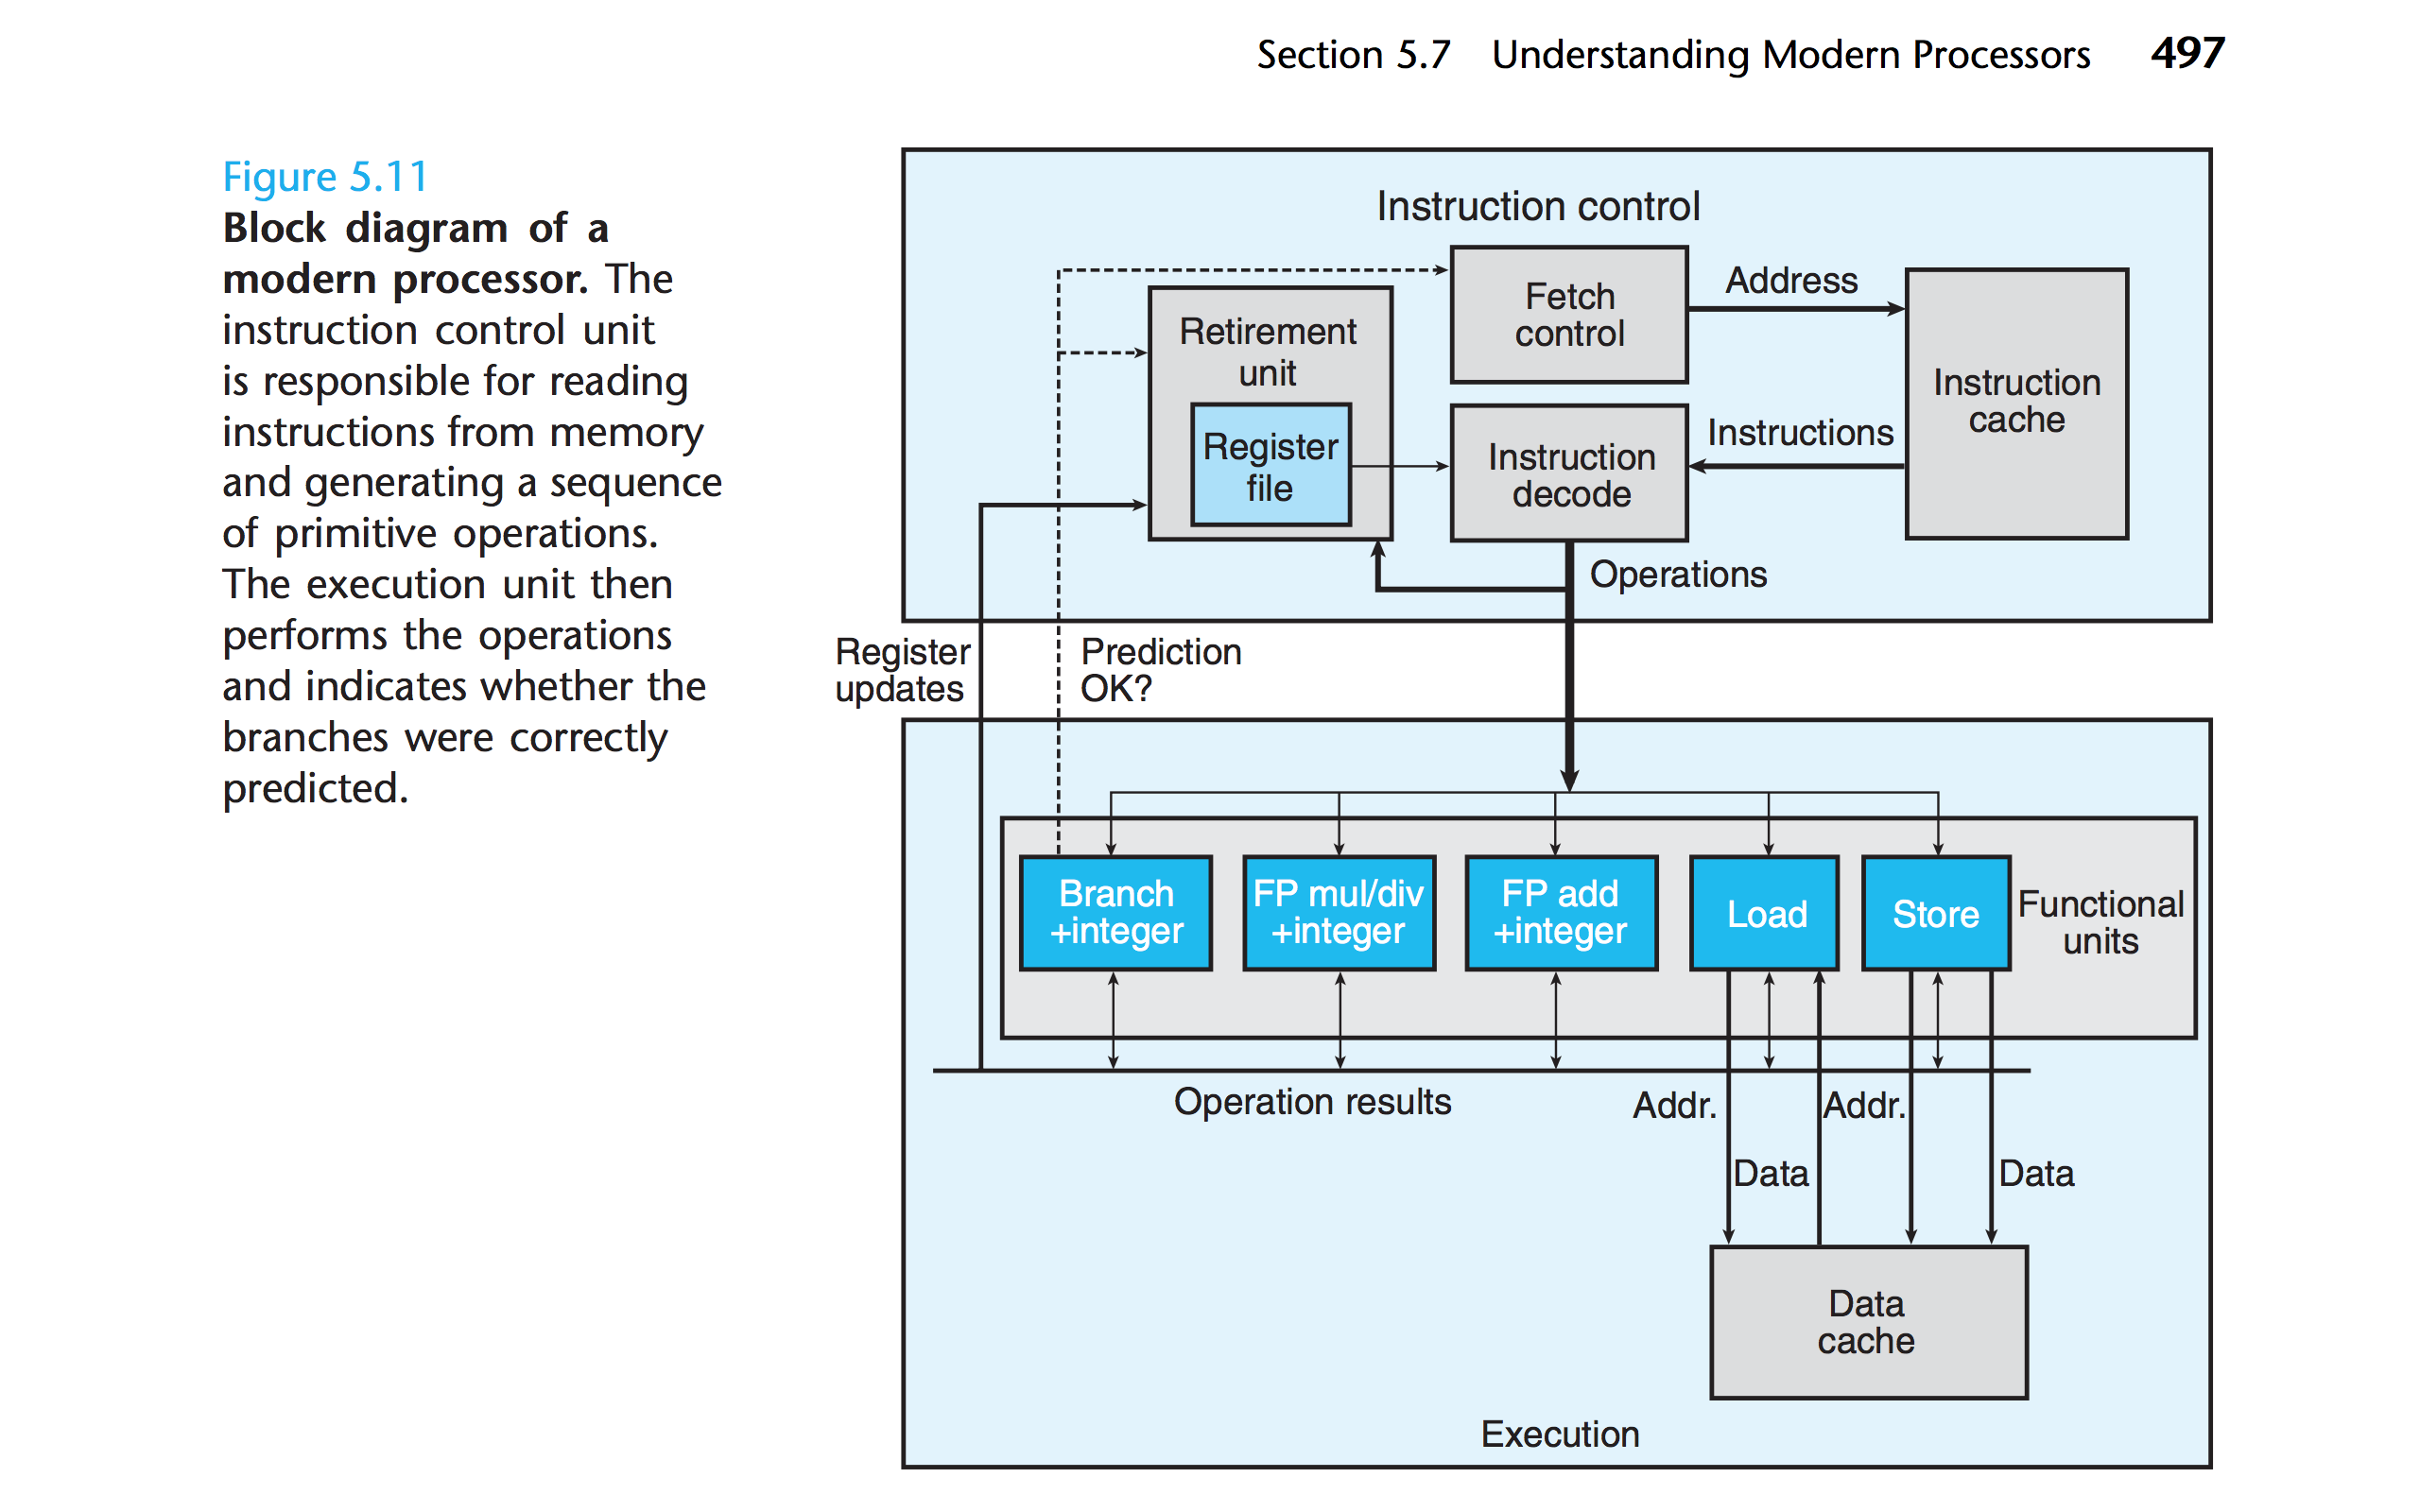 Section 5.7 Understanding Modern Processors 497
Figure 5.11
Block diagram of a
modern processor. The
instruction control unit
is responsible for reading
instructions from memory
and generating a sequence
of primitive operations.
The execution unit then
performs the operations
and indicates whether the
branches were correctly
predicted.
Instruction control
Fetch
control
Address
Instruction
cache
Retirement
unit
Register
file
Instruction
decode
Instructions
Operations
Register
updates
Prediction
OK?
Branch
+integer
FP mul/div
+integer
FP add
+integer
Load
Store
Functional
units
Operation results
Addr.
Addr.
Data
Data
Data
cache
Execution